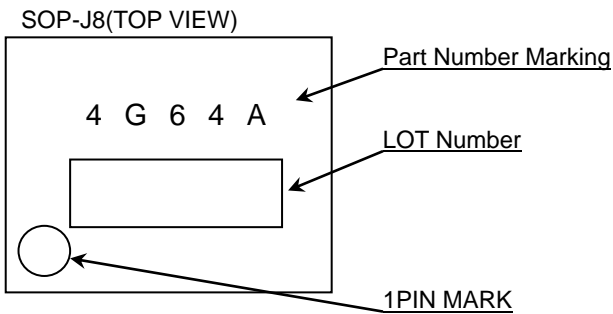 SOP-J8(TOP VIEW)
Part Number Marking
4 G 6 4 A
LOT Number
1PIN MARK